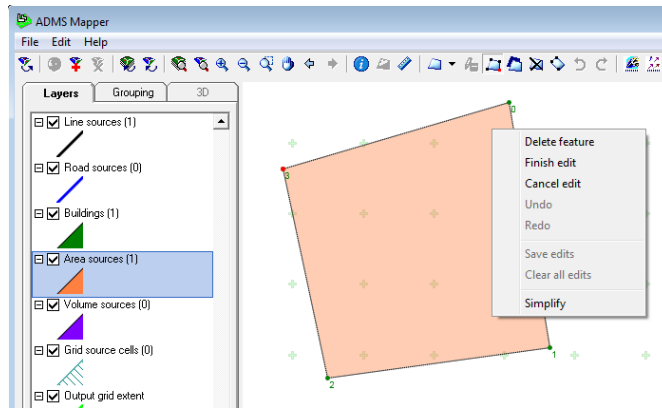 ADMS Mapper
File Edit Help
Layers Grouping 3D
Line sources (1)
Road sources (0)
Buildings (1)
Area sources (1)
Volume sources (0)
Grid source cells (0)
Output grid extent
0
3
1
2
Delete feature
Finish edit
Cancel edit
Undo
Redo
Save edits
Clear all edits
Simplify